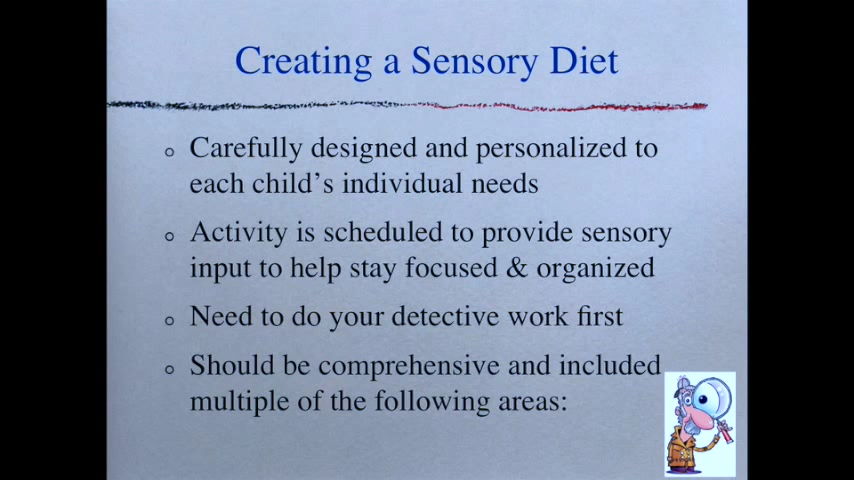 Creating a Sensory Diet
Carefully designed and personalized to
each child's individual needs
Activity is scheduled to provide sensory
input to help stay focused & organized
Need to do your detective work first
Should be comprehensive and included
multiple of the following areas: